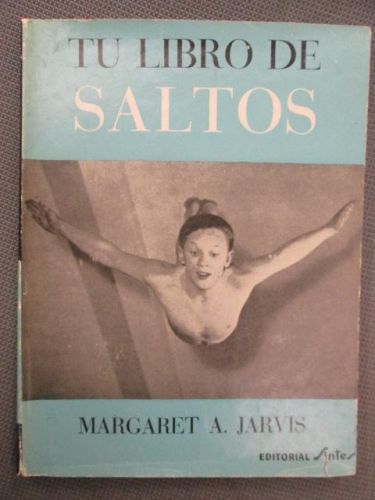 TU LIBRO DE
SALTOS
MARGARET A. JARVIS
EDITORIAL Sintes